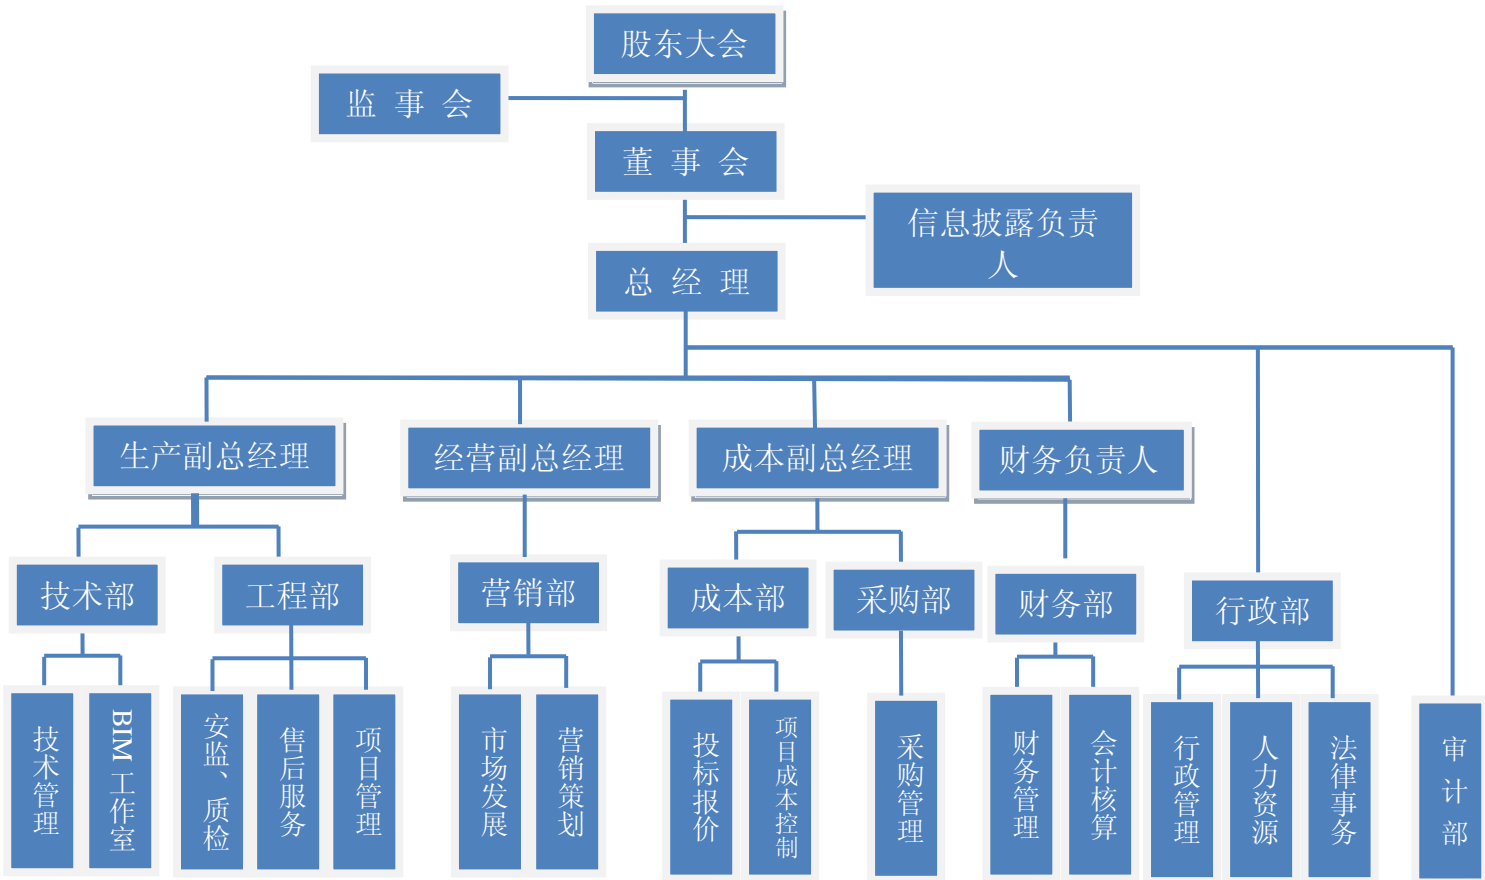 股东大会
监 事 会
董 事 会
信息披露负责
人
总 经 理
生产副总经理
经营副总经理
成本副总经理
财务负责人
技术部
工程部
营销部
成本部
采购部
财务部
行政部
技术管理
BIM 工作室
安监、质检
售后服务
项目管理
市场发展
营销策划
投标报价
项目成本控制
采购管理
财务管理
会计核算
行政管理
人力资源
法律事务
审计部